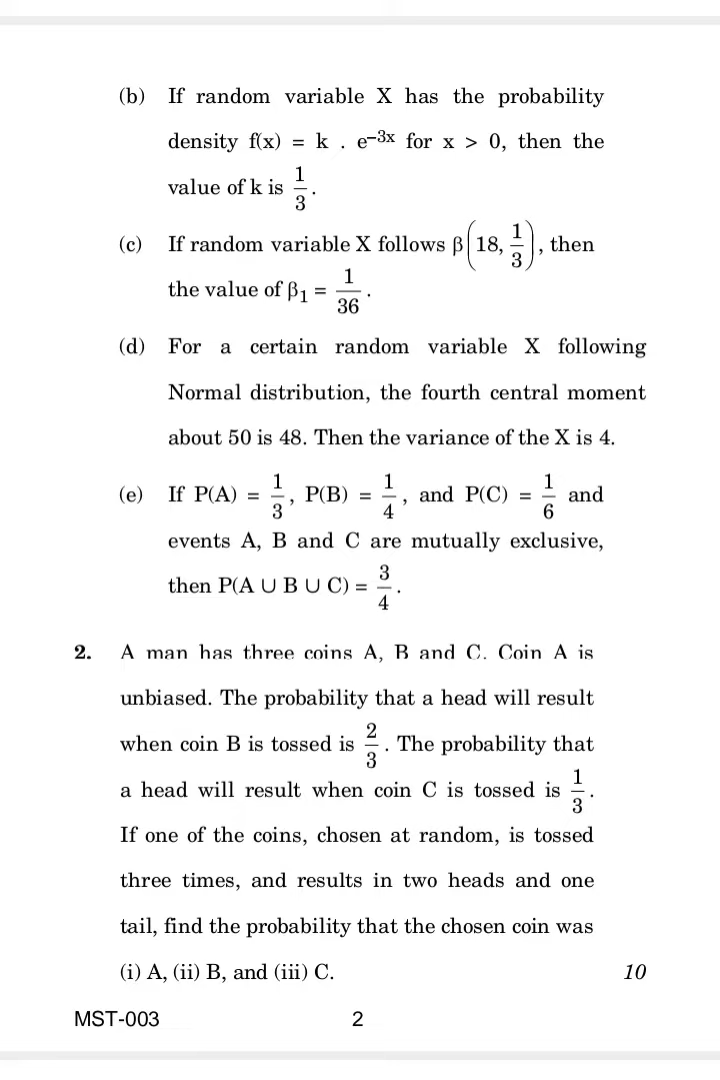 (b) If random variable X has the probability
density f(x) = k . e⁻³ˣ for x > 0, then the
value of k is 1/3.
(c) If random variable X follows β(18, 1/3), then
the value of β₁ = 1/36.
(d) For a certain random variable X following
Normal distribution, the fourth central moment
about 50 is 48. Then the variance of the X is 4.
(e) If P(A) = 1/3, P(B) = 1/4, and P(C) = 1/6 and
events A, B and C are mutually exclusive,
then P(A ∪ B ∪ C) = 3/4.
2. A man has three coins A, B and C. Coin A is
unbiased. The probability that a head will result
when coin B is tossed is 2/3. The probability that
a head will result when coin C is tossed is 1/3.
If one of the coins, chosen at random, is tossed
three times, and results in two heads and one
tail, find the probability that the chosen coin was
(i) A, (ii) B, and (iii) C. 10
MST-003 2